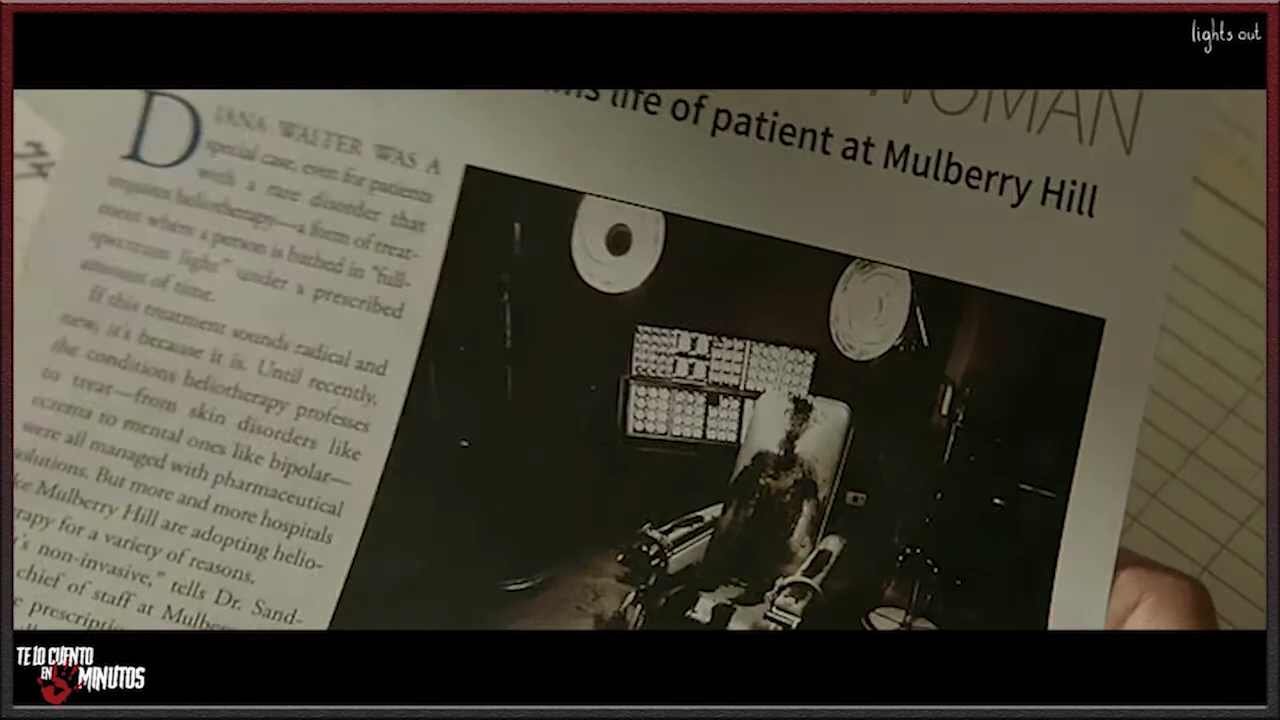 lights out
WOMAN
life of patient at Mulberry Hill
DIANA WALTER WAS A
special case, even for patients
with a rare disorder that
requires heliotherapy—a form of treat-
ment where a person is bathed in "full-
spectrum light" under a prescribed
amount of time.
If this treatment sounds radical and
new, it's because it is. Until recently,
the conditions heliotherapy professes
to treat—from skin disorders like
eczema to mental ones like bipolar—
were all managed with pharmaceutical
solutions. But more and more hospitals
ke Mulberry Hill are adopting helio-
rapy for a variety of reasons.
t's non-invasive," tells Dr. Sand-
chief of staff at Mulber
e prescriptio
TE LO CUENTO
EN
MINUTOS